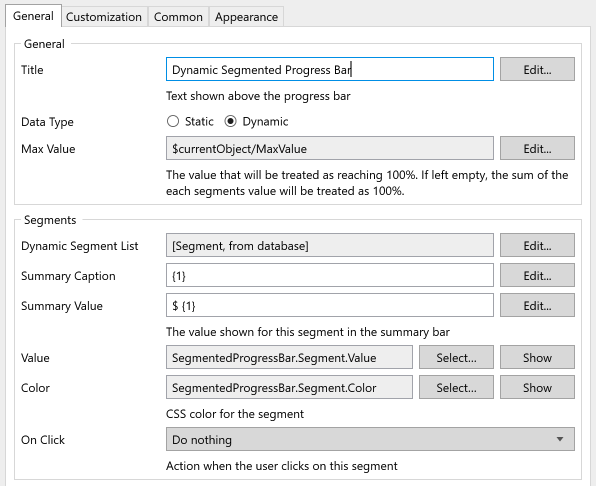 General Customization Common Appearance
General
Title Dynamic Segmented Progress Bar Edit...
Text shown above the progress bar
Data Type Static Dynamic
Max Value $currentObject/MaxValue Edit...
The value that will be treated as reaching 100%. If left empty, the sum of the
each segments value will be treated as 100%.
Segments
Dynamic Segment List [Segment, from database] Edit...
Summary Caption {1} Edit...
Summary Value $ {1} Edit...
The value shown for this segment in the summary bar
Value SegmentedProgressBar.Segment.Value Select... Show
Color SegmentedProgressBar.Segment.Color Select... Show
CSS color for the segment
On Click Do nothing
Action when the user clicks on this segment